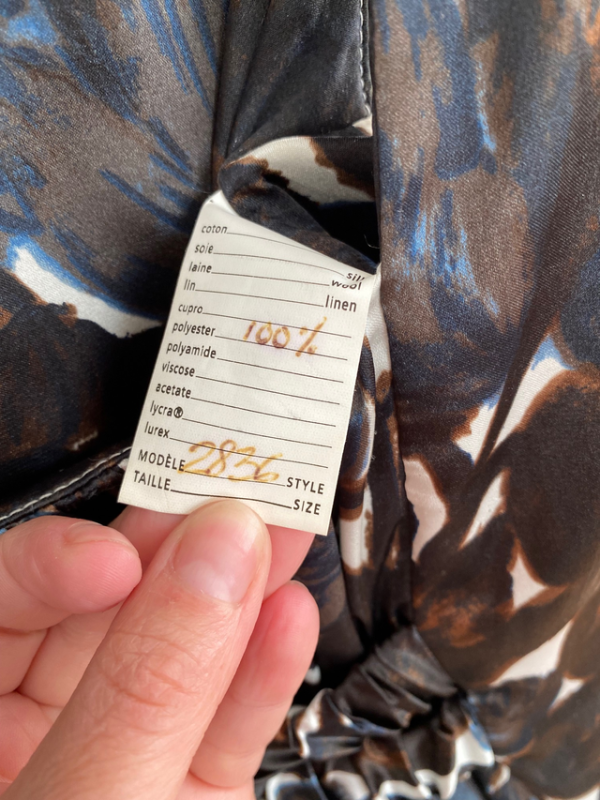 coton
soie silk
laine wool
lin linen
cupro
polyester 100%
polyamide
viscose
acetate
lycra®
lurex
MODÈLE 2836 STYLE
TAILLE SIZE